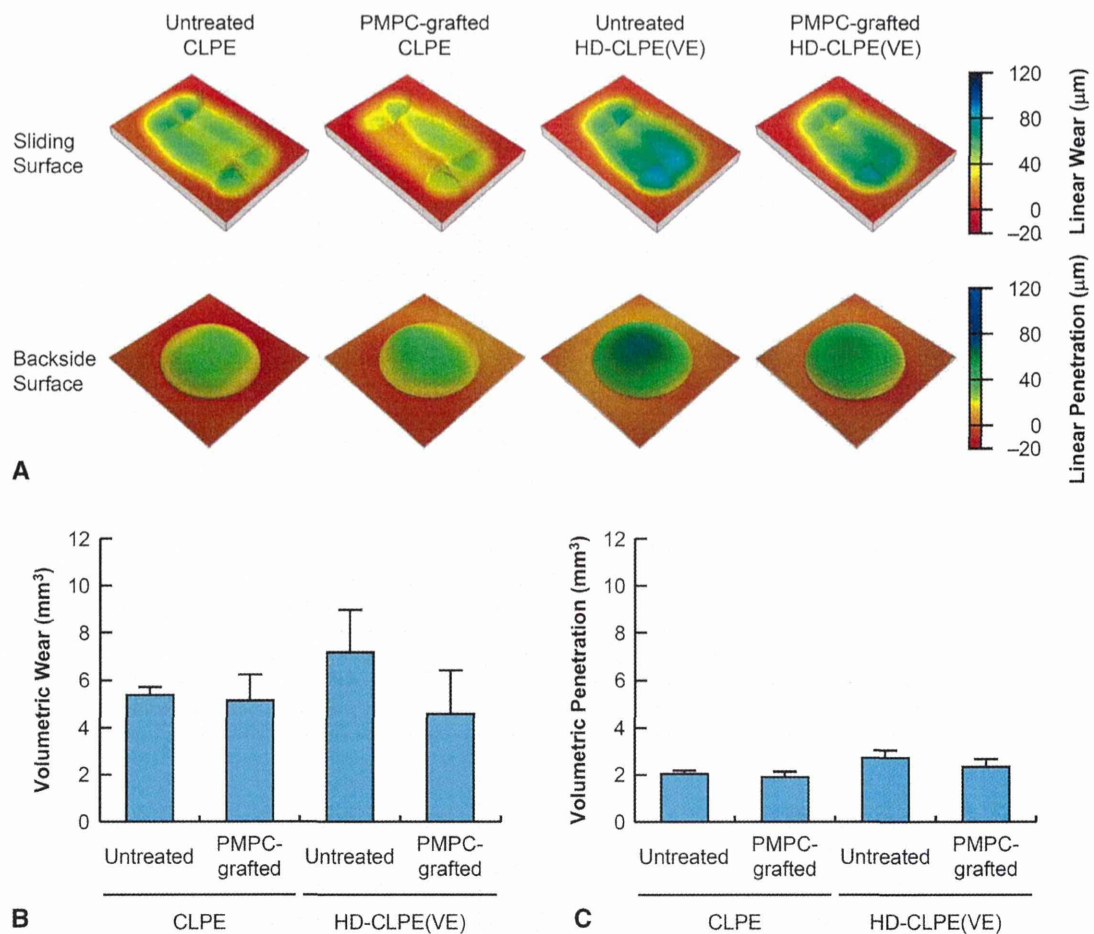 Untreated
CLPE
PMPC-grafted
CLPE
Untreated
HD-CLPE(VE)
PMPC-grafted
HD-CLPE(VE)
Sliding
Surface
120
80
40
0
–20
Linear Wear (µm)
Backside
Surface
120
80
40
0
–20
Linear Penetration (µm)
A
12
10
8
6
4
2
0
Volumetric Wear (mm³)
Untreated
PMPC-
grafted
Untreated
PMPC-
grafted
CLPE
HD-CLPE(VE)
B
12
10
8
6
4
2
0
Volumetric Penetration (mm³)
Untreated
PMPC-
grafted
Untreated
PMPC-
grafted
CLPE
HD-CLPE(VE)
C